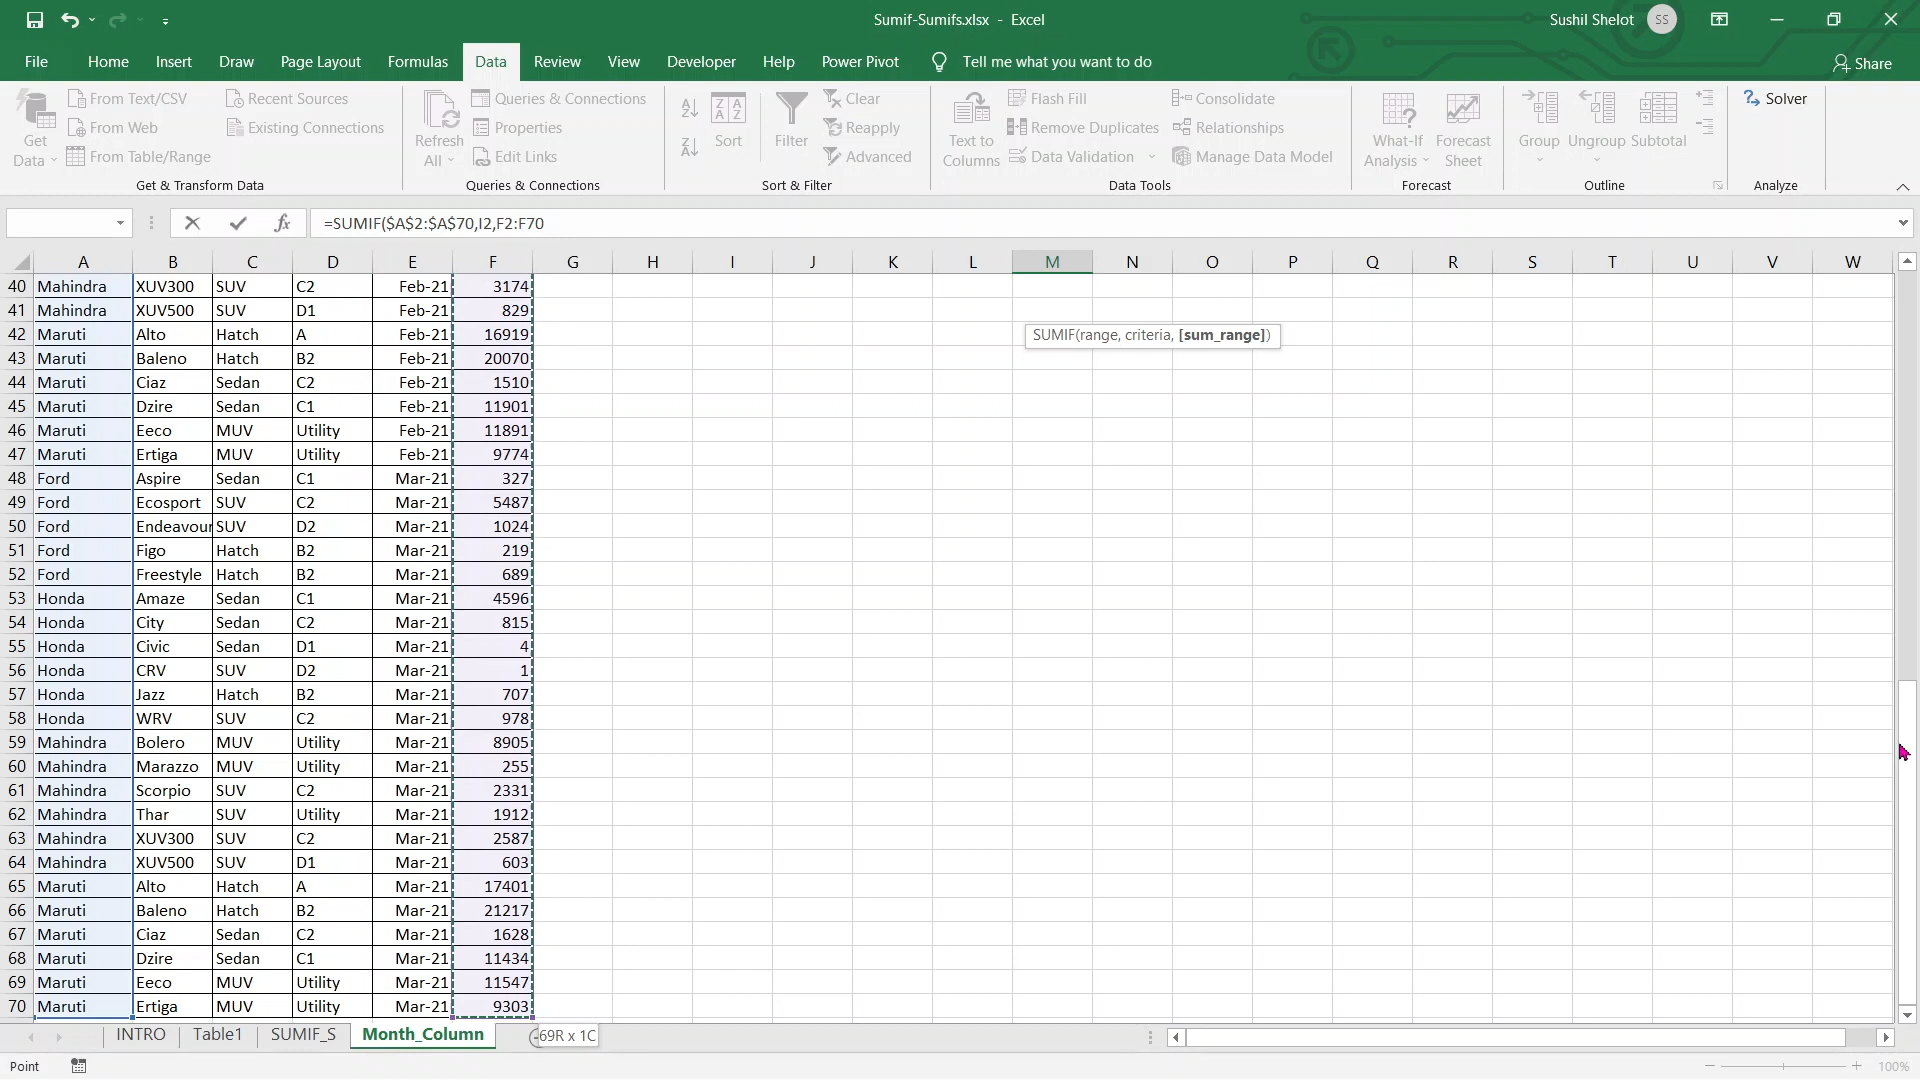 Sumif-Sumifs.xlsx - Excel
Sushil Shelot SS
File Home Insert Draw Page Layout Formulas Data Review View Developer Help Power Pivot Tell me what you want to do Share
Get Data
From Text/CSV
From Web
From Table/Range
Recent Sources
Existing Connections
Get & Transform Data
Refresh All
Queries & Connections
Properties
Edit Links
Queries & Connections
Sort
Filter
Clear
Reapply
Advanced
Sort & Filter
Text to Columns
Flash Fill
Remove Duplicates
Data Validation
Consolidate
Relationships
Manage Data Model
Data Tools
What-If Analysis
Forecast Sheet
Forecast
Group
Ungroup
Subtotal
Outline
Solver
Analyze
fx =SUMIF($A$2:$A$70,I2,F2:F70
A B C D E F G H I J K L M N O P Q R S T U V W
40 Mahindra XUV300 SUV C2 Feb-21 3174
41 Mahindra XUV500 SUV D1 Feb-21 829
42 Maruti Alto Hatch A Feb-21 16919
SUMIF(range, criteria, [sum_range])
43 Maruti Baleno Hatch B2 Feb-21 20070
44 Maruti Ciaz Sedan C2 Feb-21 1510
45 Maruti Dzire Sedan C1 Feb-21 11901
46 Maruti Eeco MUV Utility Feb-21 11891
47 Maruti Ertiga MUV Utility Feb-21 9774
48 Ford Aspire Sedan C1 Mar-21 327
49 Ford Ecosport SUV C2 Mar-21 5487
50 Ford Endeavour SUV D2 Mar-21 1024
51 Ford Figo Hatch B2 Mar-21 219
52 Ford Freestyle Hatch B2 Mar-21 689
53 Honda Amaze Sedan C1 Mar-21 4596
54 Honda City Sedan C2 Mar-21 815
55 Honda Civic Sedan D1 Mar-21 4
56 Honda CRV SUV D2 Mar-21 1
57 Honda Jazz Hatch B2 Mar-21 707
58 Honda WRV SUV C2 Mar-21 978
59 Mahindra Bolero MUV Utility Mar-21 8905
60 Mahindra Marazzo MUV Utility Mar-21 255
61 Mahindra Scorpio SUV C2 Mar-21 2331
62 Mahindra Thar SUV Utility Mar-21 1912
63 Mahindra XUV300 SUV C2 Mar-21 2587
64 Mahindra XUV500 SUV D1 Mar-21 603
65 Maruti Alto Hatch A Mar-21 17401
66 Maruti Baleno Hatch B2 Mar-21 21217
67 Maruti Ciaz Sedan C2 Mar-21 1628
68 Maruti Dzire Sedan C1 Mar-21 11434
69 Maruti Eeco MUV Utility Mar-21 11547
70 Maruti Ertiga MUV Utility Mar-21 9303
INTRO Table1 SUMIF_S Month_Column 69R x 1C
Point 100%